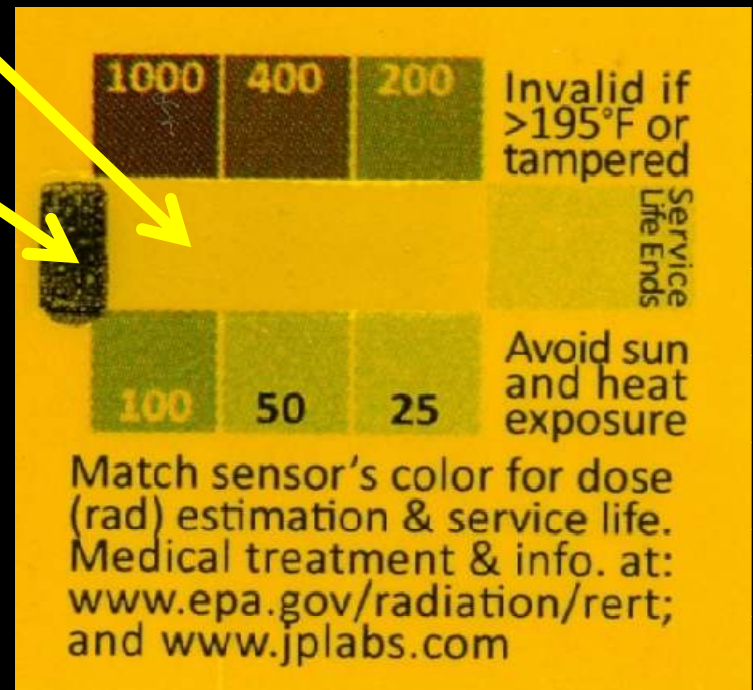 1000 400 200
Invalid if
>195°F or
tampered
Service
Life Ends
100 50 25
Avoid sun
and heat
exposure
Match sensor's color for dose
(rad) estimation & service life.
Medical treatment & info. at:
www.epa.gov/radiation/rert;
and www.jplabs.com